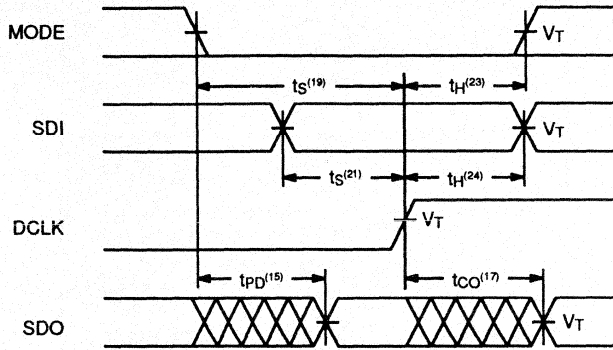 MODE
V_T
t_S(19) t_H(23)
SDI
V_T
t_S(21) t_H(24)
DCLK
V_T
t_PD(15) t_CO(17)
SDO
V_T